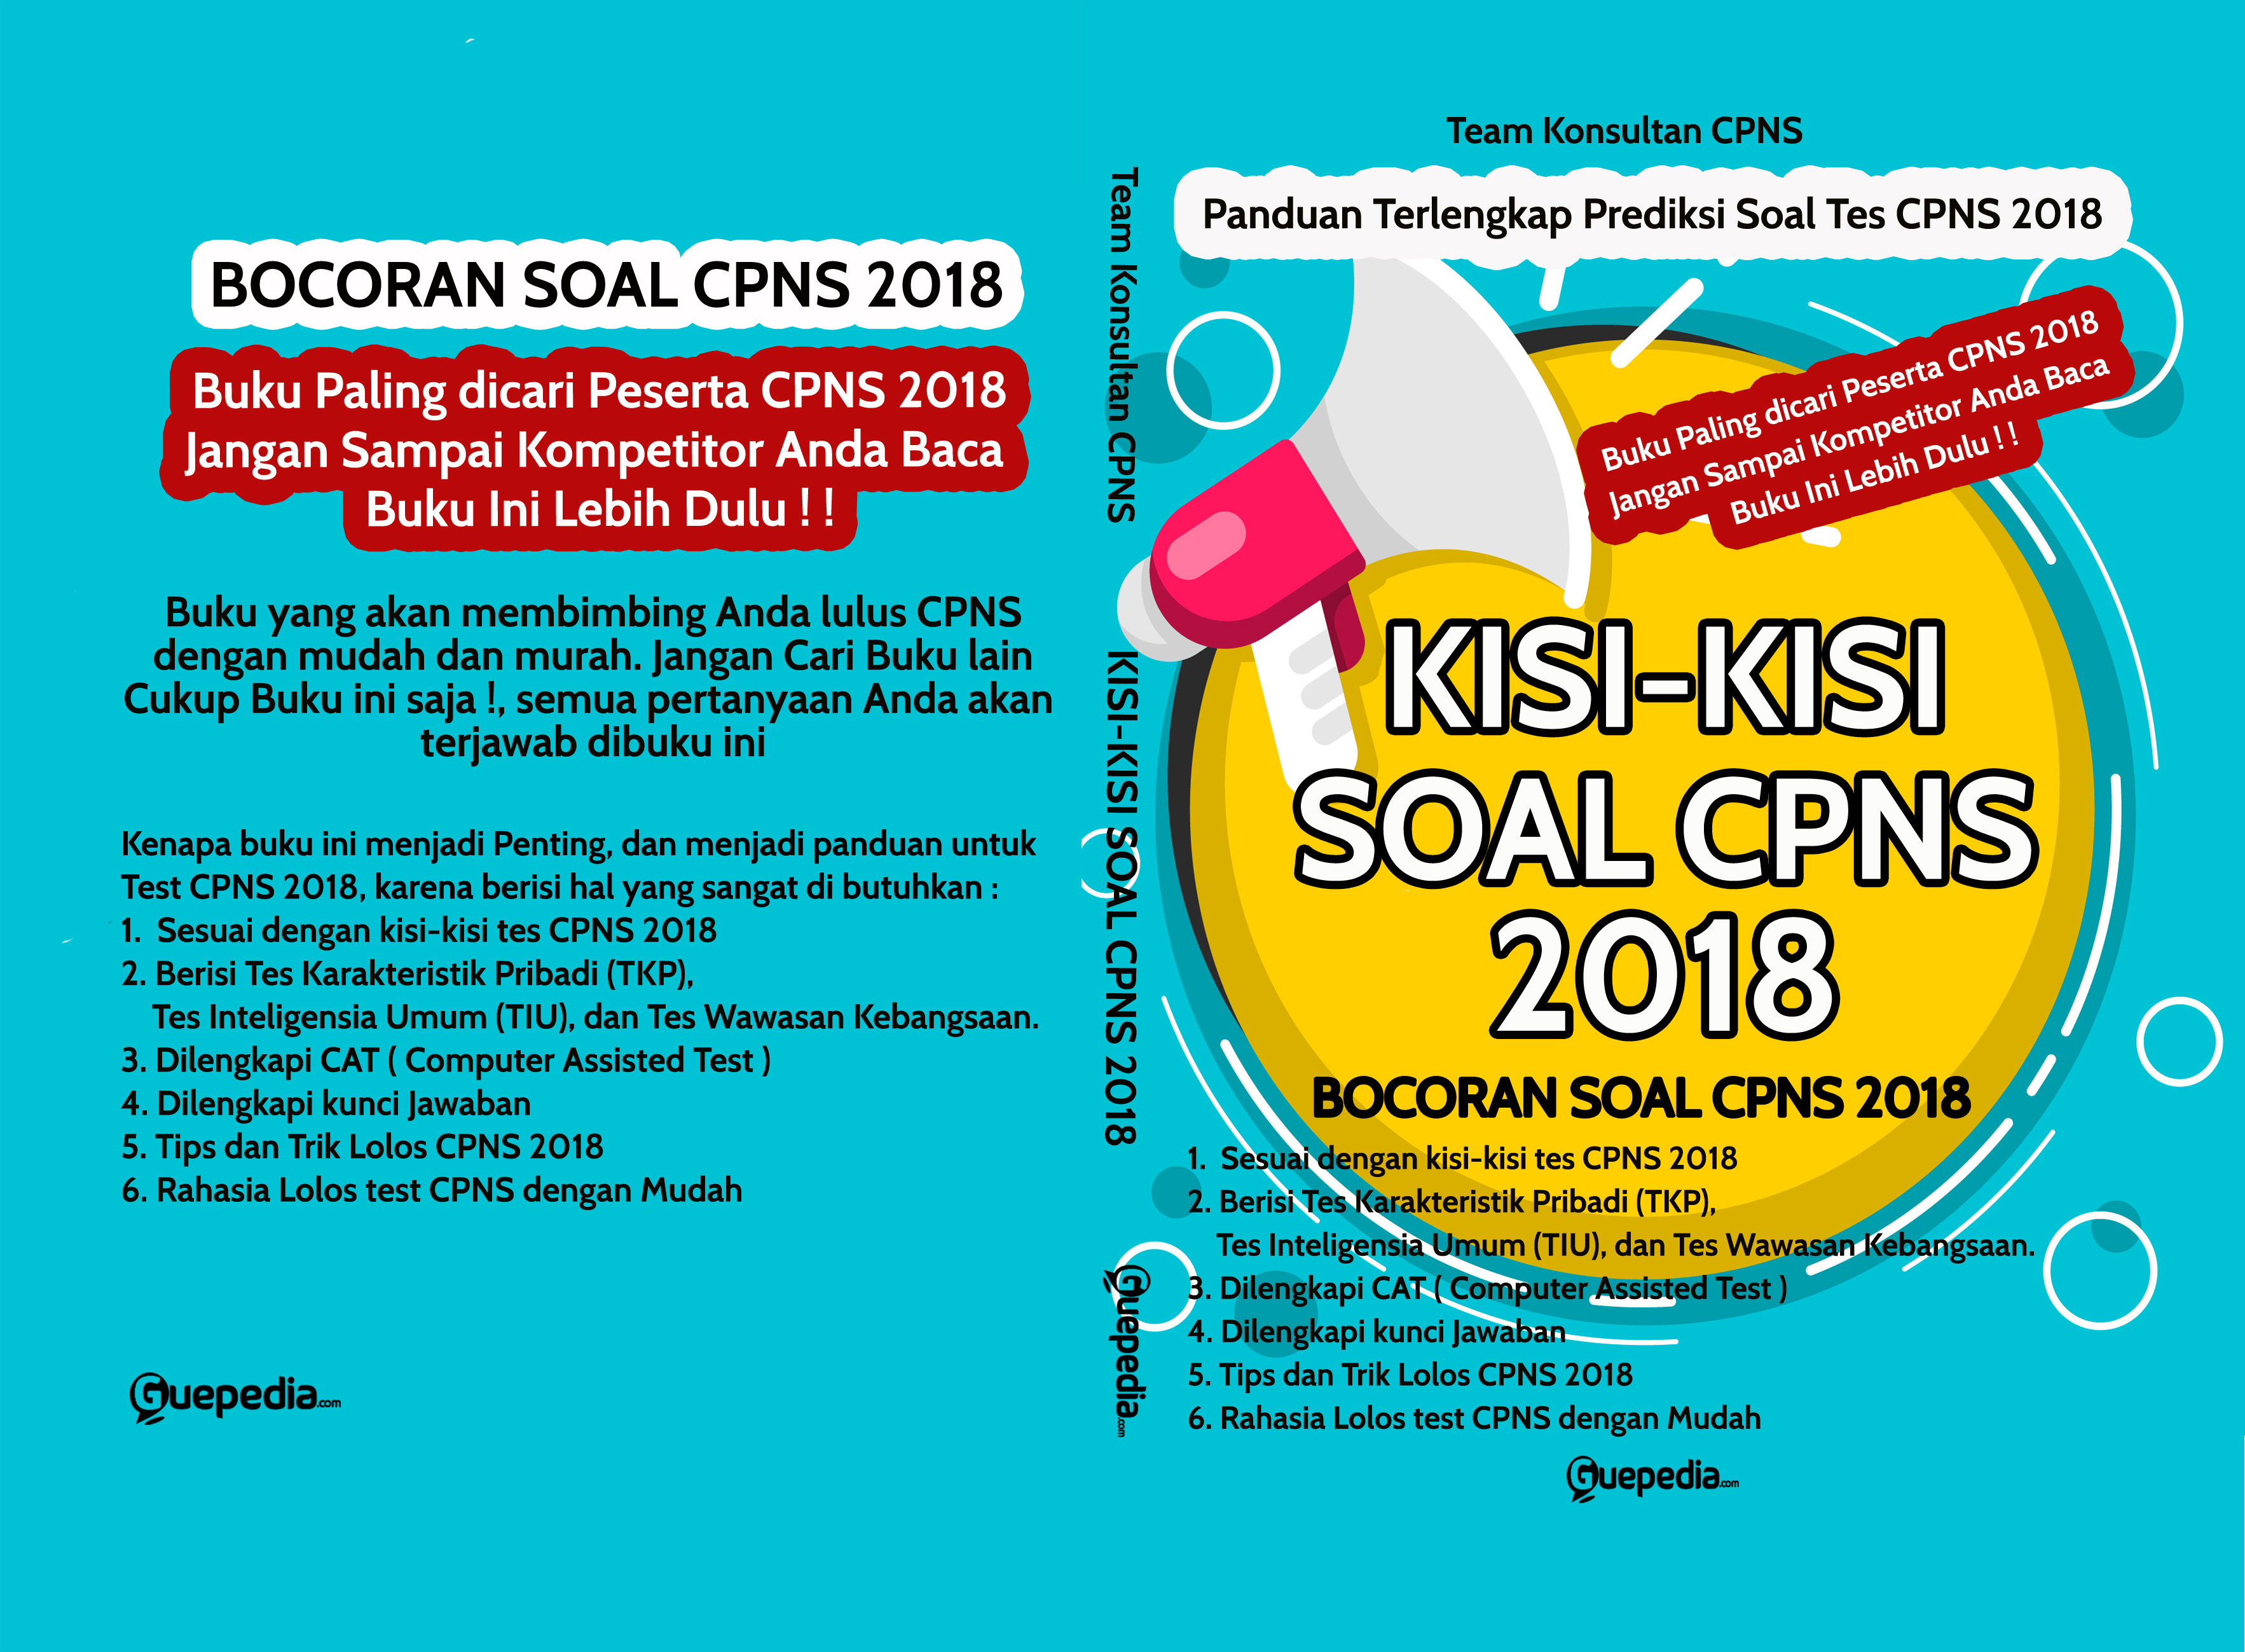 BOCORAN SOAL CPNS 2018
Buku Paling dicari Peserta CPNS 2018
Jangan Sampai Kompetitor Anda Baca
Buku Ini Lebih Dulu ! !
Buku yang akan membimbing Anda lulus CPNS
dengan mudah dan murah. Jangan Cari Buku lain
Cukup Buku ini saja !, semua pertanyaan Anda akan
terjawab dibuku ini
Kenapa buku ini menjadi Penting, dan menjadi panduan untuk
Test CPNS 2018, karena berisi hal yang sangat di butuhkan :
1. Sesuai dengan kisi-kisi tes CPNS 2018
2. Berisi Tes Karakteristik Pribadi (TKP),
Tes Inteligensia Umum (TIU), dan Tes Wawasan Kebangsaan.
3. Dilengkapi CAT ( Computer Assisted Test )
4. Dilengkapi kunci Jawaban
5. Tips dan Trik Lolos CPNS 2018
6. Rahasia Lolos test CPNS dengan Mudah
Guepedia.com
Team Konsultan CPNS
KISI-KISI SOAL CPNS 2018
Guepedia.com
Team Konsultan CPNS
Panduan Terlengkap Prediksi Soal Tes CPNS 2018
Buku Paling dicari Peserta CPNS 2018
Jangan Sampai Kompetitor Anda Baca
Buku Ini Lebih Dulu ! !
KISI-KISI
SOAL CPNS
2018
BOCORAN SOAL CPNS 2018
1. Sesuai dengan kisi-kisi tes CPNS 2018
2. Berisi Tes Karakteristik Pribadi (TKP),
Tes Inteligensia Umum (TIU), dan Tes Wawasan Kebangsaan.
3. Dilengkapi CAT ( Computer Assisted Test )
4. Dilengkapi kunci Jawaban
5. Tips dan Trik Lolos CPNS 2018
6. Rahasia Lolos test CPNS dengan Mudah
Guepedia.com